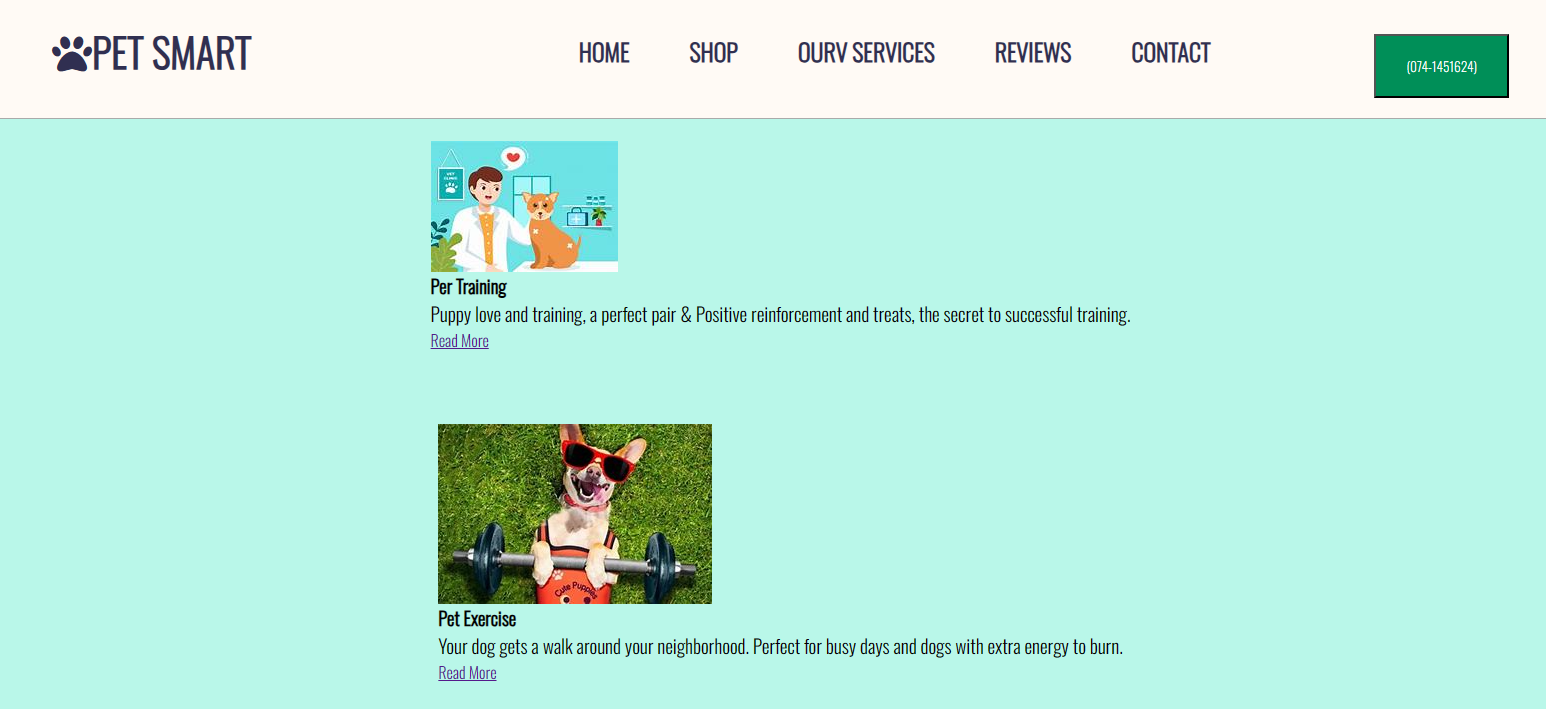 PET SMART
HOME
SHOP
OURV SERVICES
REVIEWS
CONTACT
(074-1451624)
VET
CLINIC
Per Training
Puppy love and training, a perfect pair & Positive reinforcement and treats, the secret to successful training.
Read More
Cute Puppies
Pet Exercise
Your dog gets a walk around your neighborhood. Perfect for busy days and dogs with extra energy to burn.
Read More